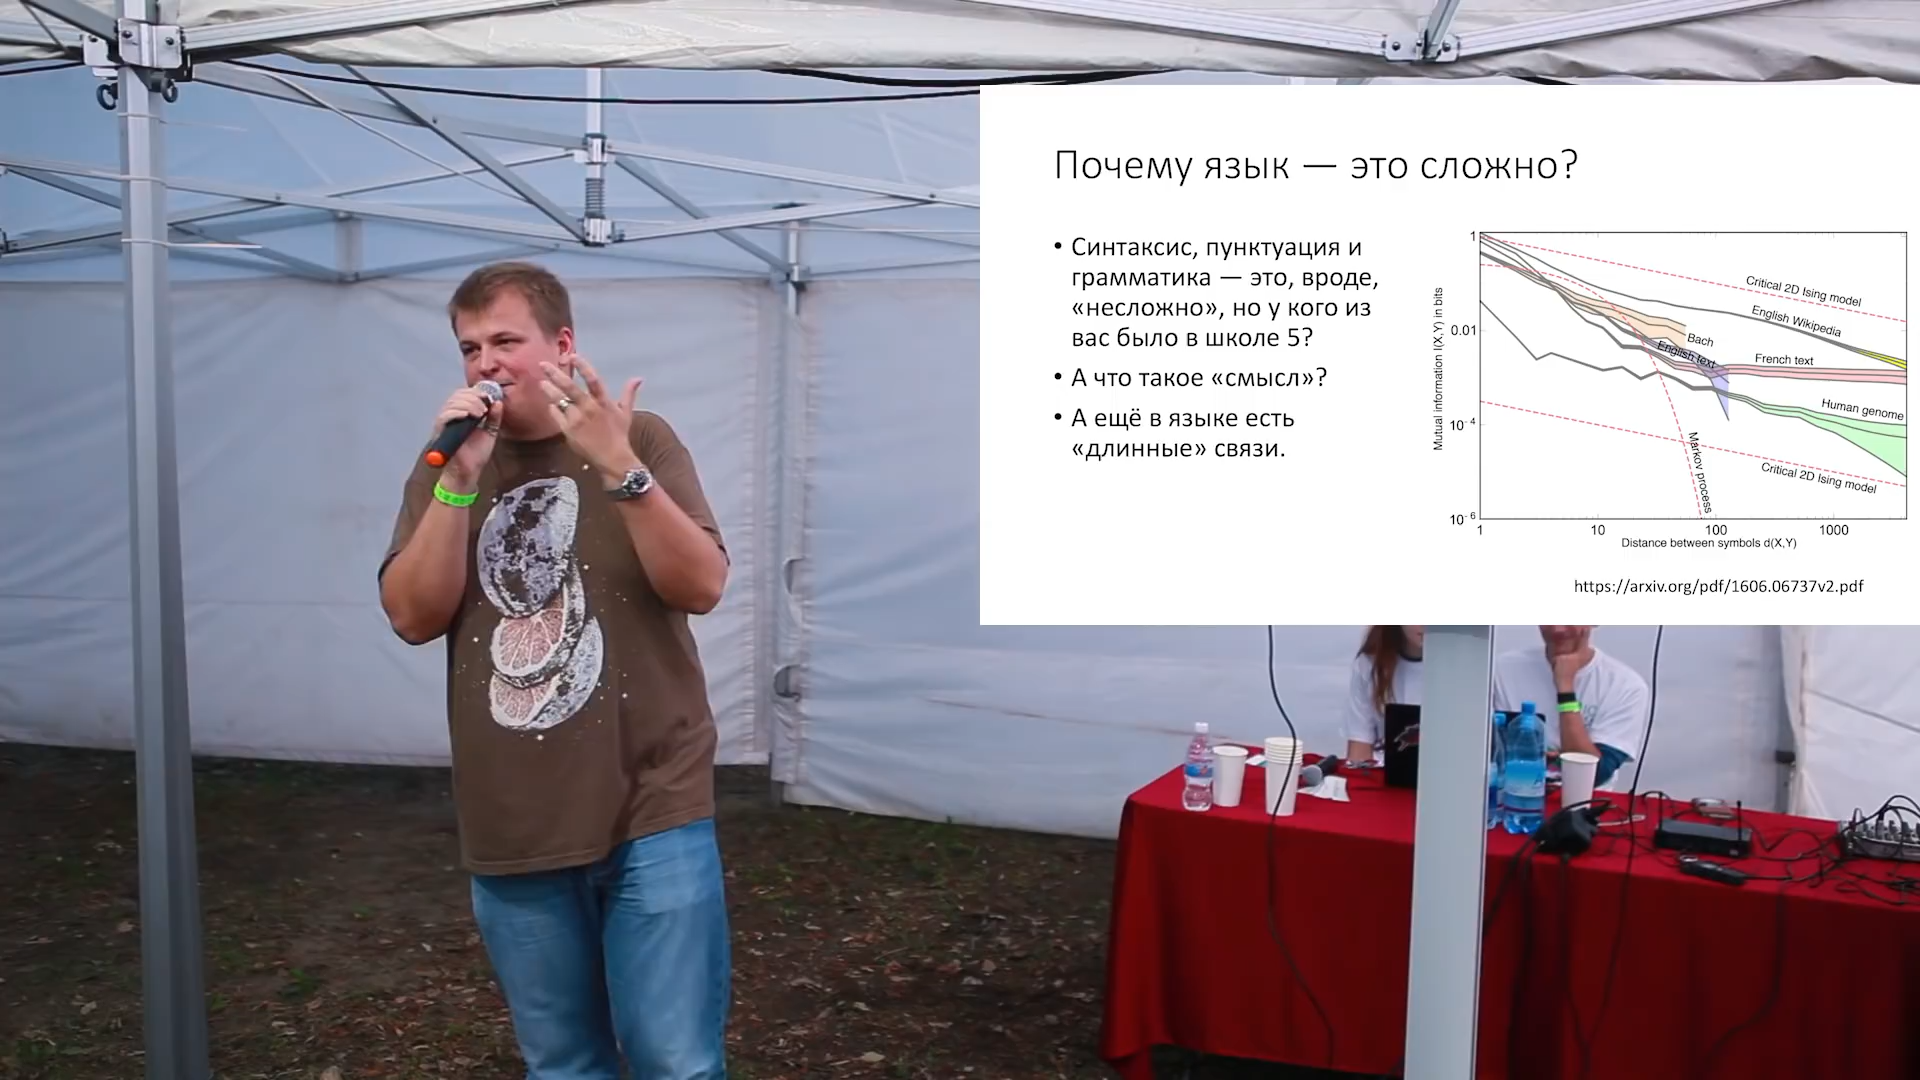 Почему язык — это сложно?
• Синтаксис, пунктуация и
грамматика — это, вроде,
«несложно», но у кого из
вас было в школе 5?
• А что такое «смысл»?
• А ещё в языке есть
«длинные» связи.
Mutual information I(X,Y) in bits
1
0.01
10⁻⁴
10⁻⁶
Critical 2D Ising model
English Wikipedia
Bach
English text
French text
Human genome
Critical 2D Ising model
Markov process
1
10
100
1000
Distance between symbols d(X,Y)
https://arxiv.org/pdf/1606.06737v2.pdf